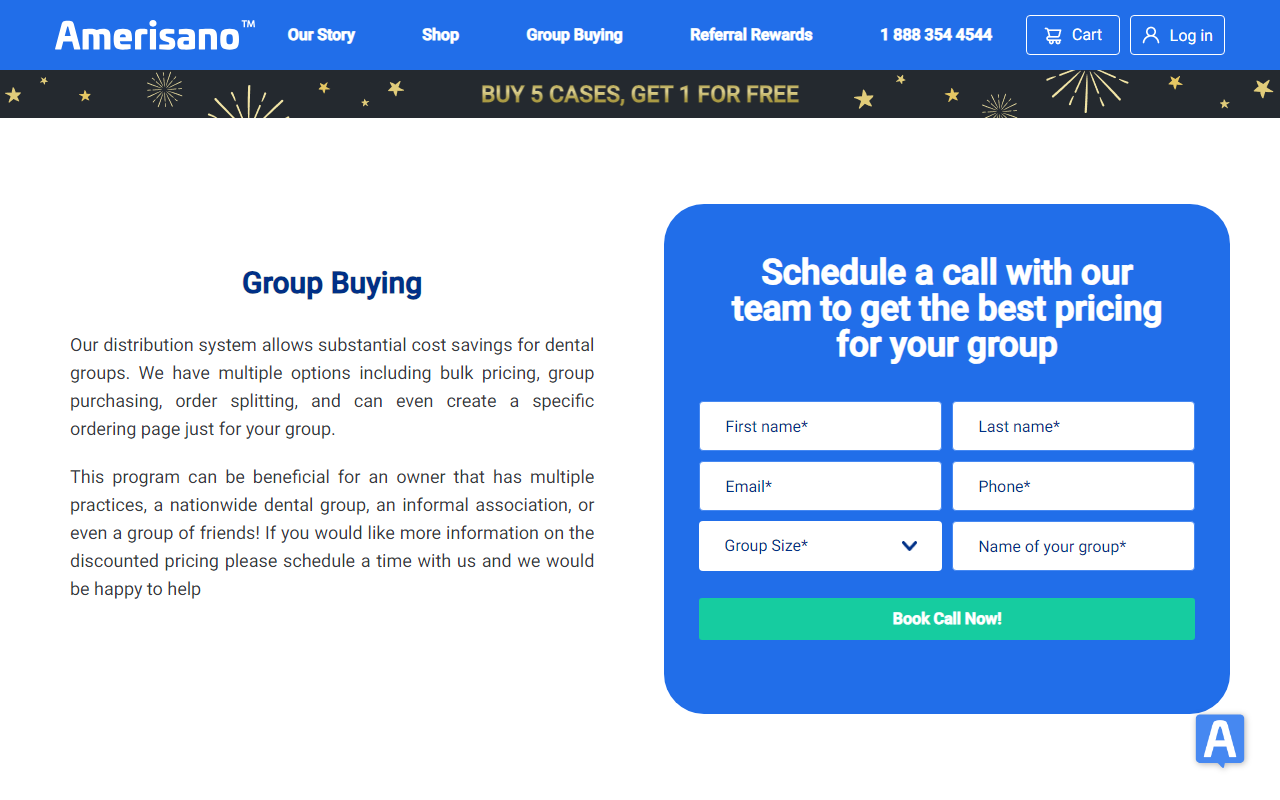 Amerisano™ Our Story Shop Group Buying Referral Rewards 1 888 354 4544 Cart Log in
BUY 5 CASES, GET 1 FOR FREE
Group Buying
Our distribution system allows substantial cost savings for dental
groups. We have multiple options including bulk pricing, group
purchasing, order splitting, and can even create a specific
ordering page just for your group.
This program can be beneficial for an owner that has multiple
practices, a nationwide dental group, an informal association, or
even a group of friends! If you would like more information on the
discounted pricing please schedule a time with us and we would
be happy to help
Schedule a call with our
team to get the best pricing
for your group
First name* Last name*
Email* Phone*
Group Size* Name of your group*
Book Call Now!
A